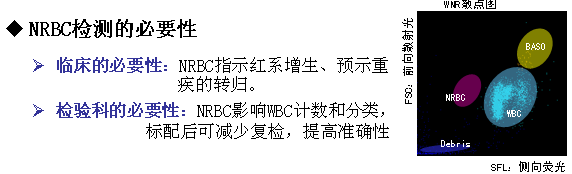 ◆ NRBC检测的必要性
➢ 临床的必要性：NRBC指示红系增生、预示重
疾的转归。
➢ 检验科的必要性：NRBC影响WBC计数和分类，
标配后可减少复检，提高准确性
WNR散点图
FSC：前向散射光
BASO
NRBC
WBC
Debris
SFL：侧向荧光